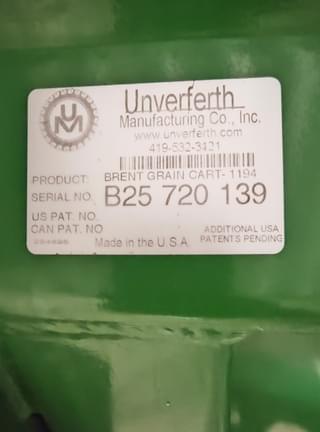 UM
Unverferth
Manufacturing Co., Inc.
www.unverferth.com
419-532-3121
PRODUCT: BRENT GRAIN CART- 1194
SERIAL NO. B25 720 139
US PAT. NO.
CAN PAT. NO
ADDITIONAL USA
PATENTS PENDING
Made in the U.S.A.